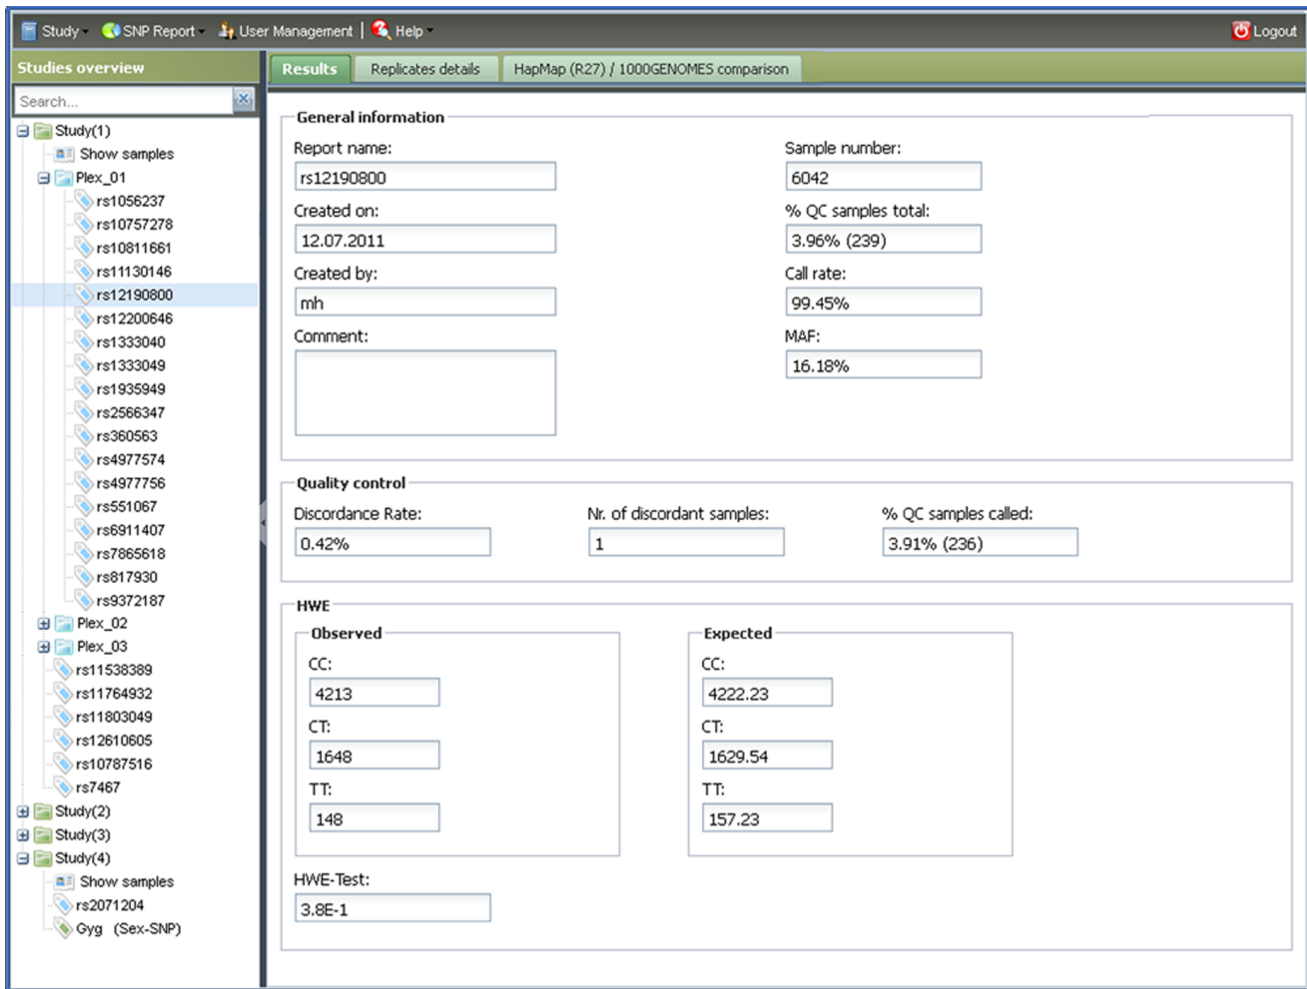 Study SNP Report User Management | Help Logout
Studies overview
Search...
Study(1)
Show samples
Plex_01
rs1056237
rs10757278
rs10811661
rs11130146
rs12190800
rs12200646
rs1333040
rs1333049
rs1935949
rs2566347
rs360563
rs4977574
rs4977756
rs551067
rs6911407
rs7865618
rs817930
rs9372187
Plex_02
Plex_03
rs11538389
rs11764932
rs11803049
rs12610605
rs10787516
rs7467
Study(2)
Study(3)
Study(4)
Show samples
rs2071204
Gyg (Sex-SNP)
Results Replicates details HapMap (R27) / 1000GENOMES comparison
General information
Report name:
rs12190800
Created on:
12.07.2011
Created by:
mh
Comment:
Sample number:
6042
% QC samples total:
3.96% (239)
Call rate:
99.45%
MAF:
16.18%
Quality control
Discordance Rate: Nr. of discordant samples: % QC samples called:
0.42% 1 3.91% (236)
HWE
Observed
CC:
4213
CT:
1648
TT:
148
Expected
CC:
4222.23
CT:
1629.54
TT:
157.23
HWE-Test:
3.8E-1